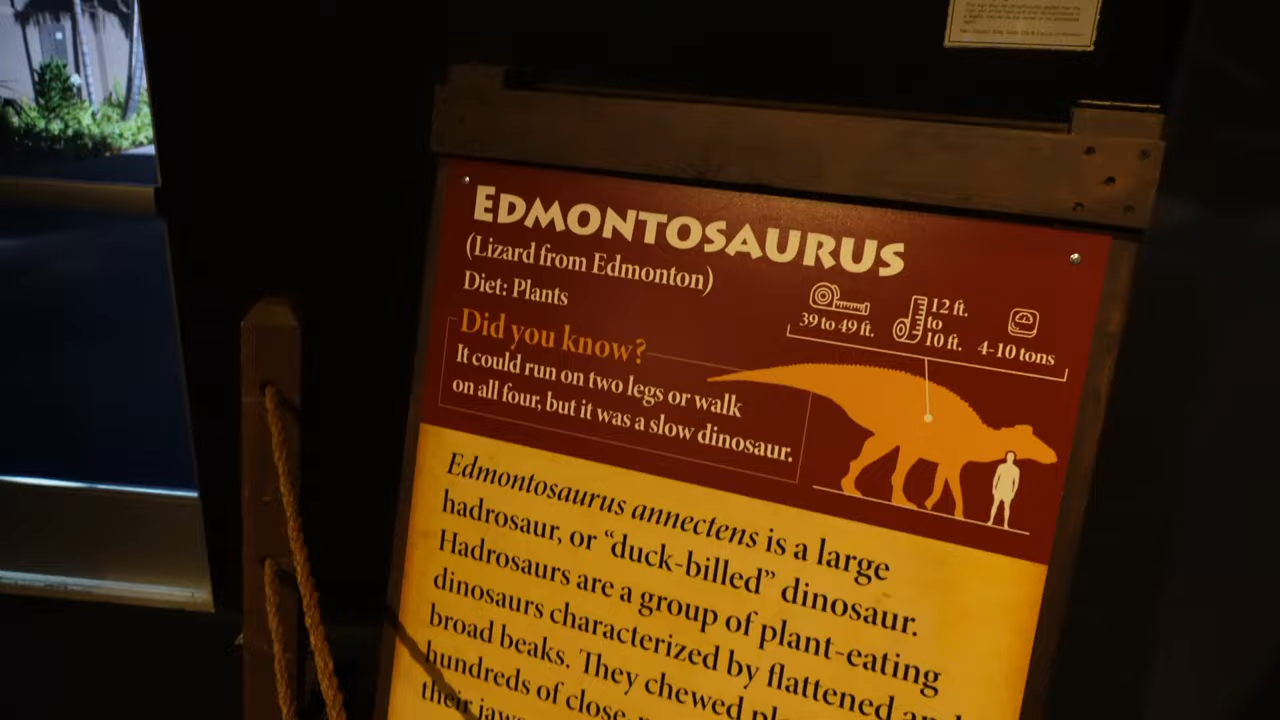 EDMONTOSAURUS
(Lizard from Edmonton)
Diet: Plants
39 to 49 ft.
12 ft.
to
10 ft.
4-10 tons
Did you know?
It could run on two legs or walk
on all four, but it was a slow dinosaur.
Edmontosaurus annectens is a large
hadrosaur, or “duck-billed” dinosaur.
Hadrosaurs are a group of plant-eating
dinosaurs characterized by flattened
broad beaks. They chewed
hundreds of
their